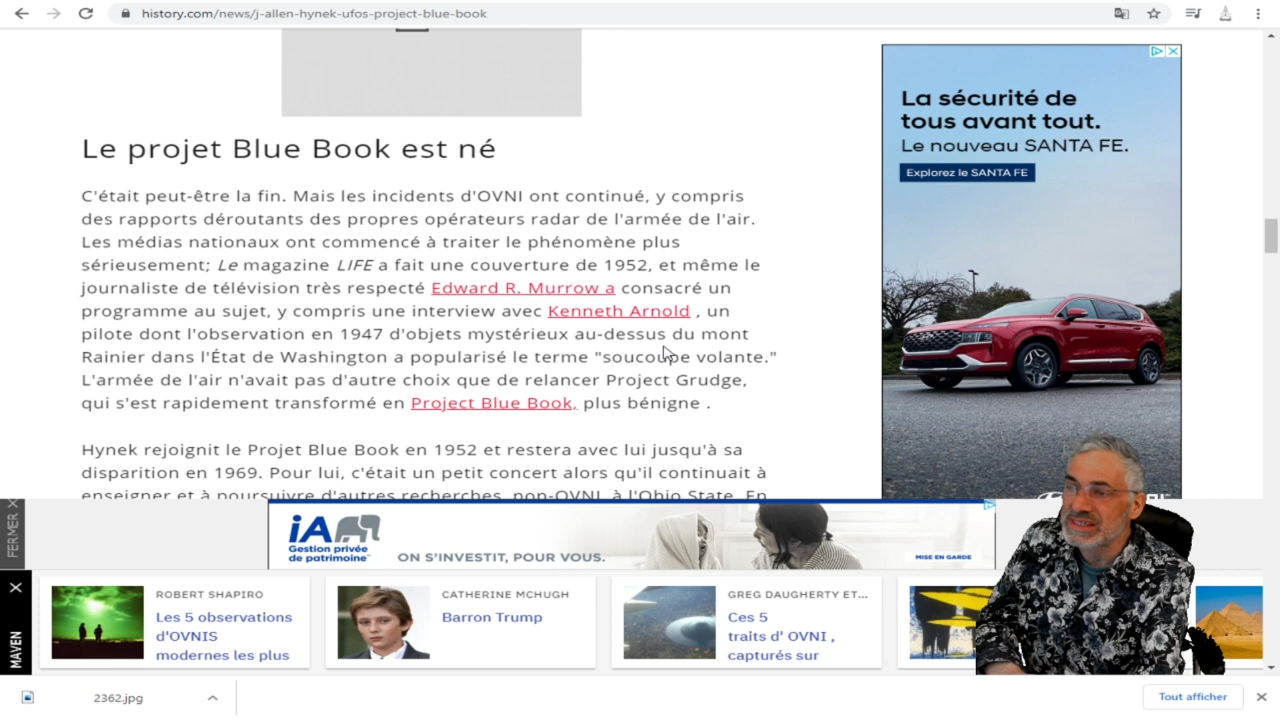 history.com/news/j-allen-hynek-ufos-project-blue-book
La sécurité de
tous avant tout.
Le nouveau SANTA FE.
Explorez le SANTA FE
Le projet Blue Book est né
C'était peut-être la fin. Mais les incidents d'OVNI ont continué, y compris
des rapports déroutants des propres opérateurs radar de l'armée de l'air.
Les médias nationaux ont commencé à traiter le phénomène plus
sérieusement; Le magazine LIFE a fait une couverture de 1952, et même le
journaliste de télévision très respecté Edward R. Murrow a consacré un
programme au sujet, y compris une interview avec Kenneth Arnold , un
pilote dont l'observation en 1947 d'objets mystérieux au-dessus du mont
Rainier dans l'État de Washington a popularisé le terme "soucoupe volante."
L'armée de l'air n'avait pas d'autre choix que de relancer Project Grudge,
qui s'est rapidement transformé en Project Blue Book, plus bénigne .
Hynek rejoignit le Projet Blue Book en 1952 et restera avec lui jusqu'à sa
disparition en 1969. Pour lui, c'était un petit concert alors qu'il continuait à
enseigner et à poursuivre d'autres recherches, non-OVNI, à l'Ohio State. En
FERMER X
iA
Gestion privée
de patrimoine
ON S'INVESTIT, POUR VOUS.
MISE EN GARDE
MAVEN
ROBERT SHAPIRO
Les 5 observations
d'OVNIS
modernes les plus
CATHERINE MCHUGH
Barron Trump
GREG DAUGHERTY ET...
Ces 5
traits d' OVNI ,
capturés sur
2362.jpg
Tout afficher